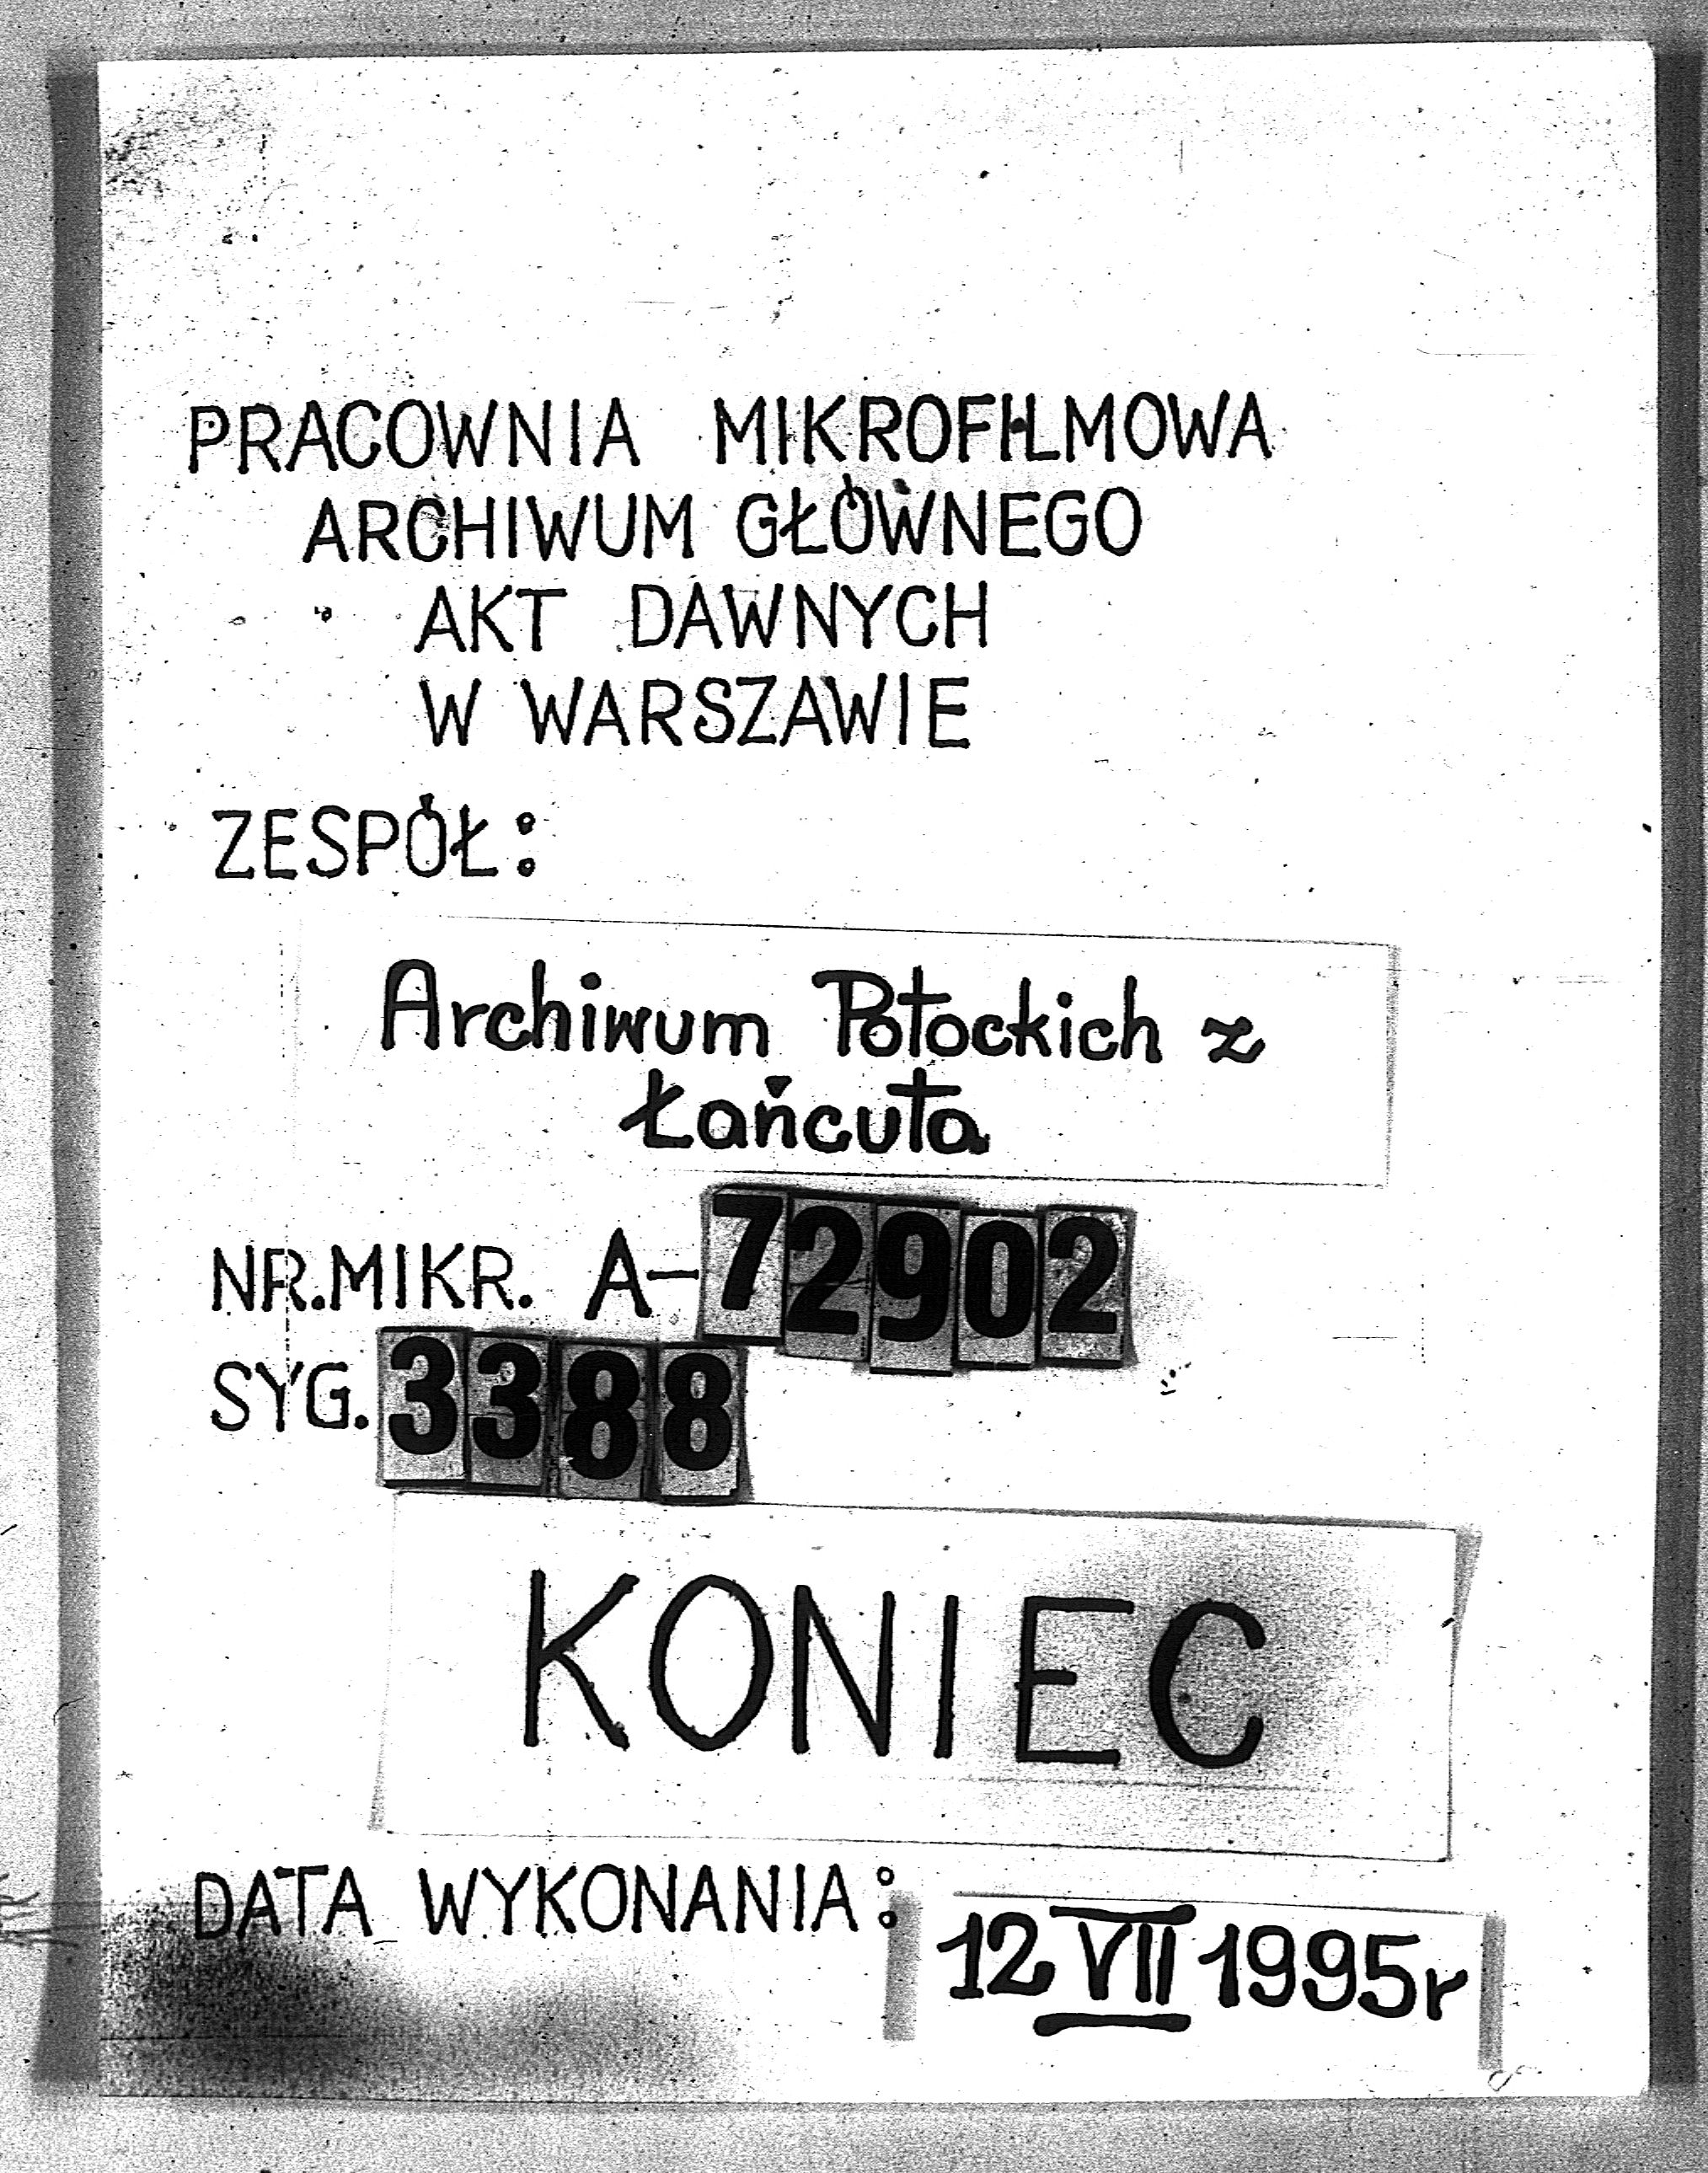 PRACOWNIA MIKROFILMOWA
ARCHIWUM GŁÓWNEGO
AKT DAWNYCH
W WARSZAWIE
ZESPÓŁ:
Archiwum Potockich z
Łańcuta
NR.MIKR. A-72902
SYG. 3388
KONIEC
DATA WYKONANIA: 12 VII 1995r